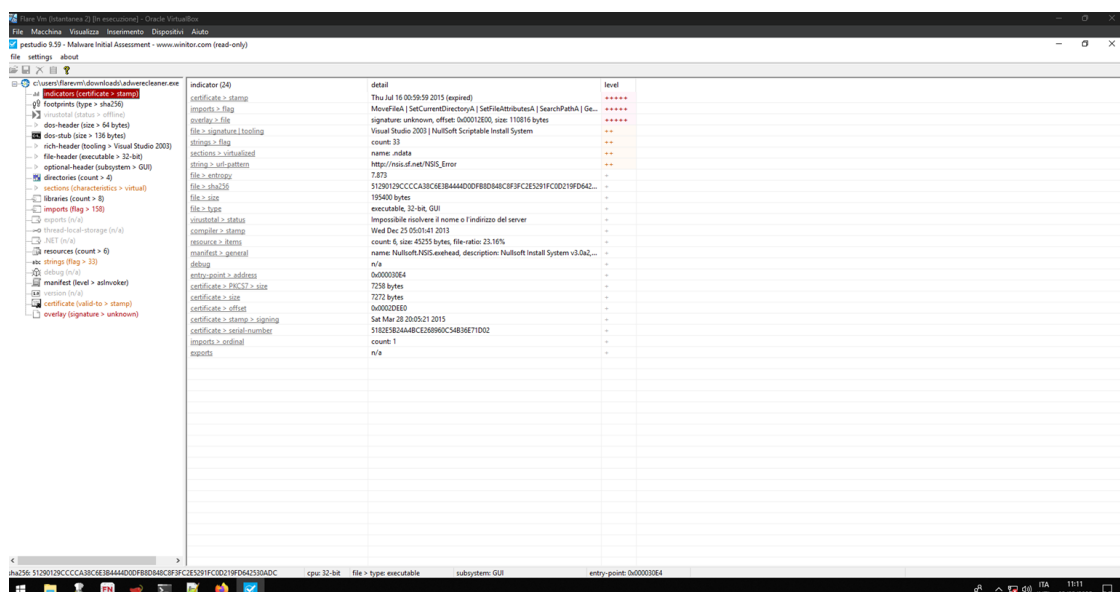 Flare Vm (Istantanea 2) [In esecuzione] - Oracle VirtualBox
File Macchina Visualizza Inserimento Dispositivi Aiuto
pestudio 9.59 - Malware Initial Assessment - www.winitor.com (read-only)
file settings about
c:\users\flarevm\downloads\adwerecleaner.exe
indicators (certificate > stamp)
footprints (type > sha256)
virustotal (status > offline)
dos-header (size > 64 bytes)
dos-stub (size > 136 bytes)
rich-header (tooling > Visual Studio 2003)
file-header (executable > 32-bit)
optional-header (subsystem > GUI)
directories (count > 4)
sections (characteristics > virtual)
libraries (count > 8)
imports (flag > 158)
exports (n/a)
thread-local-storage (n/a)
.NET (n/a)
resources (count > 6)
abc strings (flag > 33)
debug (n/a)
manifest (level > asInvoker)
version (n/a)
certificate (valid-to > stamp)
overlay (signature > unknown)
indicator (24) detail level
certificate > stamp Thu Jul 16 00:59:59 2015 (expired) +++++
imports > flag MoveFileA | SetCurrentDirectoryA | SetFileAttributesA | SearchPathA | Ge... +++++
overlay > file signature: unknown, offset: 0x00012E00, size: 110816 bytes +++++
file > signature | tooling Visual Studio 2003 | NullSoft Scriptable Install System ++
strings > flag count: 33 ++
sections > virtualized name: .ndata ++
string > url-pattern http://nsis.sf.net/NSIS_Error ++
file > entropy 7.873 +
file > sha256 51290129CCCCA38C6E3B4444D0DFB8D848C8F3FC2E5291FC0D219FD642... +
file > size 195400 bytes +
file > type executable, 32-bit, GUI +
virustotal > status Impossibile risolvere il nome o l'indirizzo del server +
compiler > stamp Wed Dec 25 05:01:41 2013 +
resource > items count: 6, size: 45255 bytes, file-ratio: 23.16% +
manifest > general name: Nullsoft.NSIS.exehead, description: Nullsoft Install System v3.0a2,... +
debug n/a +
entry-point > address 0x000030E4 +
certificate > PKCS7 > size 7258 bytes +
certificate > size 7272 bytes +
certificate > offset 0x0002DEE0 +
certificate > stamp > signing Sat Mar 28 20:05:21 2015 +
certificate > serial-number 5182E5B24A4BCE268960C54B36E71D02 +
imports > ordinal count: 1 +
exports n/a +
sha256: 51290129CCCCA38C6E3B4444D0DFB8D848C8F3FC2E5291FC0D219FD642530ADC cpu: 32-bit file > type: executable subsystem: GUI entry-point: 0x000030E4
FN ITA 11:11